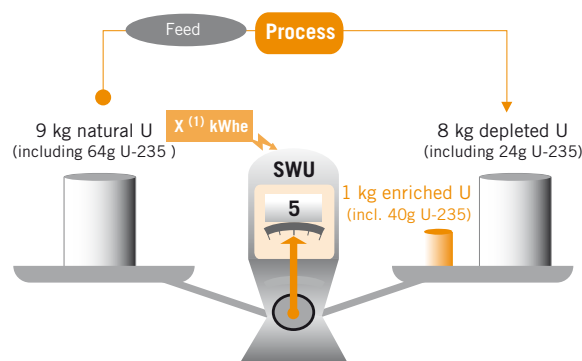 Feed
Process
9 kg natural U
(including 64g U-235 )
X (1) kWhe
8 kg depleted U
(including 24g U-235)
SWU
5
1 kg enriched U
(incl. 40g U-235)